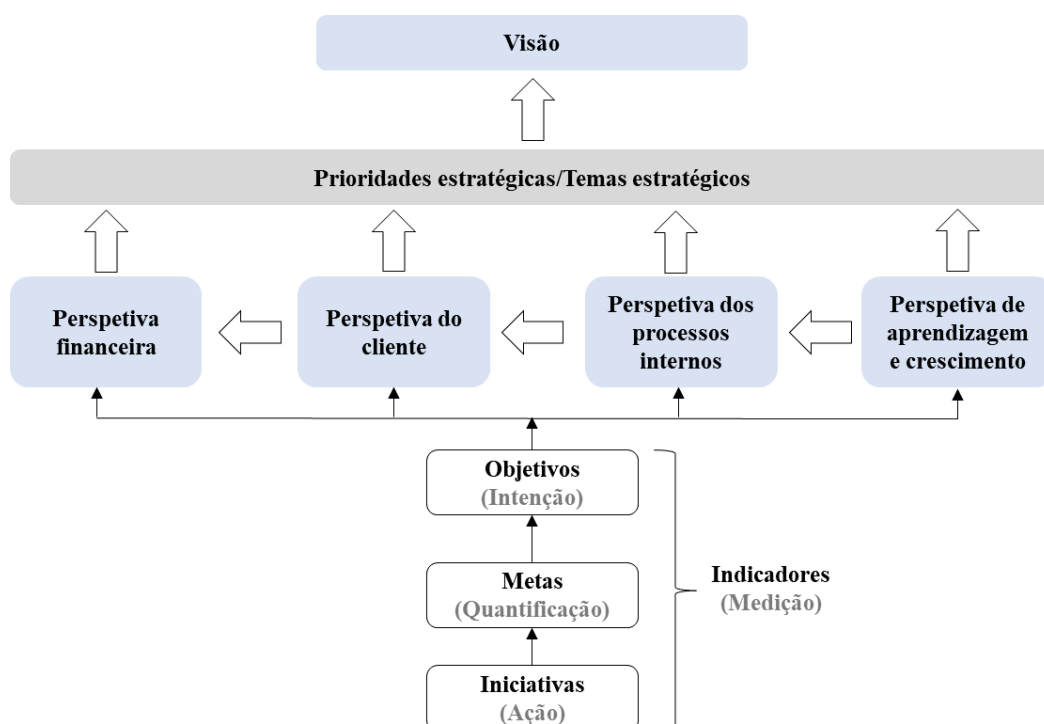 Visão
Prioridades estratégicas/Temas estratégicos
Perspetiva
financeira
Perspetiva do
cliente
Perspetiva dos
processos
internos
Perspetiva de
aprendizagem
e crescimento
Objetivos
(Intenção)
Metas
(Quantificação)
Iniciativas
(Ação)
Indicadores
(Medição)